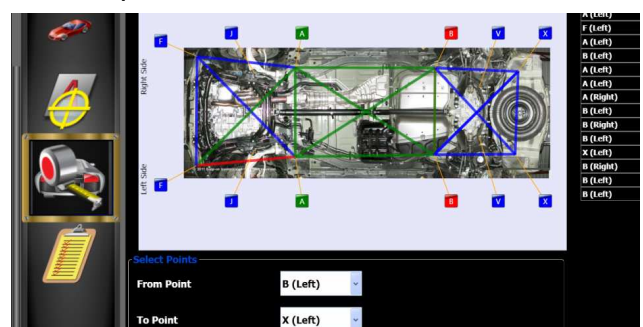 F
J
A
B
V
X
Right Side
Left Side
F
J
A
B
V
X
A (Left)
F (Left)
A (Left)
B (Left)
A (Left)
A (Left)
A (Right)
B (Left)
B (Right)
B (Left)
X (Left)
B (Right)
B (Left)
B (Left)
Select Points
From Point
B (Left)
To Point
X (Left)